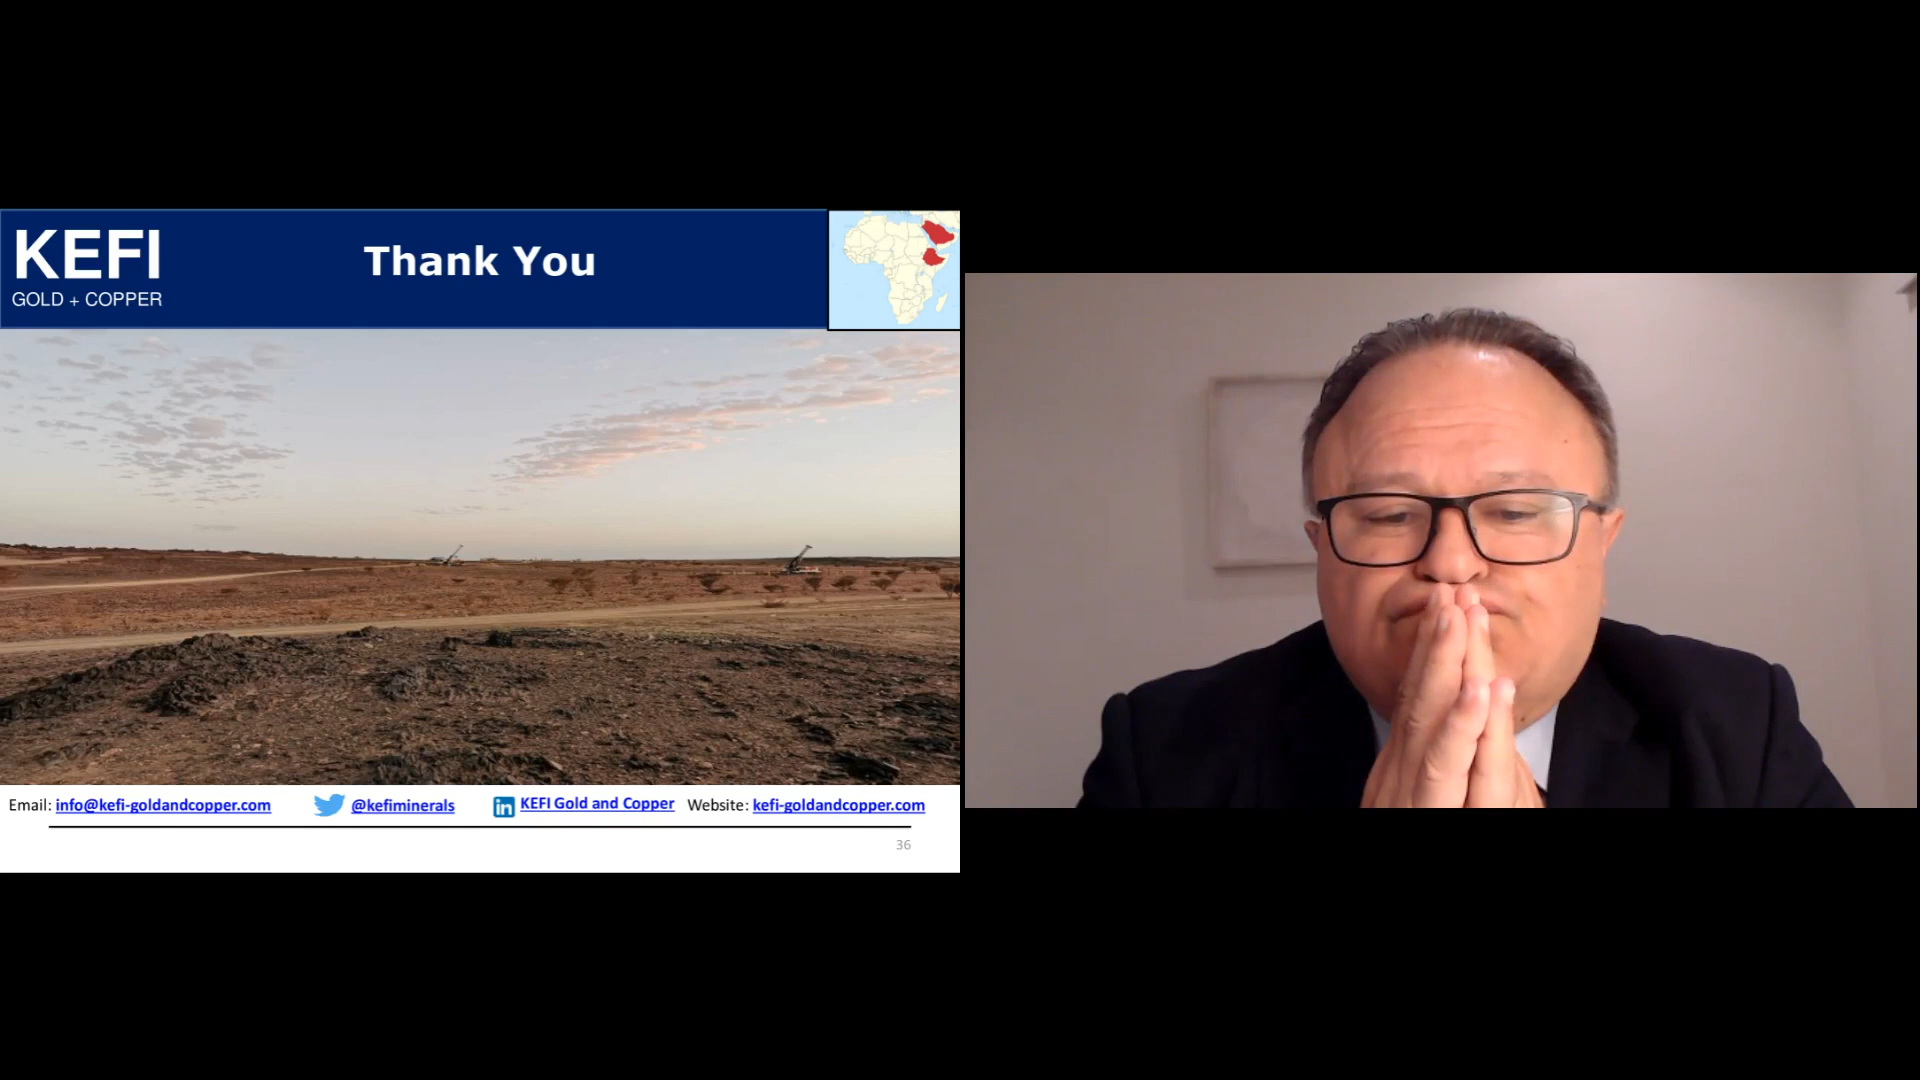 KEFI
GOLD + COPPER
Thank You
Email: info@kefi-goldandcopper.com @kefiminerals KEFI Gold and Copper Website: kefi-goldandcopper.com
36